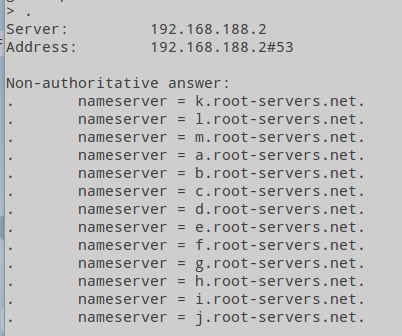 > .
Server: 192.168.188.2
Address: 192.168.188.2#53
Non-authoritative answer:
. nameserver = k.root-servers.net.
. nameserver = l.root-servers.net.
. nameserver = m.root-servers.net.
. nameserver = a.root-servers.net.
. nameserver = b.root-servers.net.
. nameserver = c.root-servers.net.
. nameserver = d.root-servers.net.
. nameserver = e.root-servers.net.
. nameserver = f.root-servers.net.
. nameserver = g.root-servers.net.
. nameserver = h.root-servers.net.
. nameserver = i.root-servers.net.
. nameserver = j.root-servers.net.